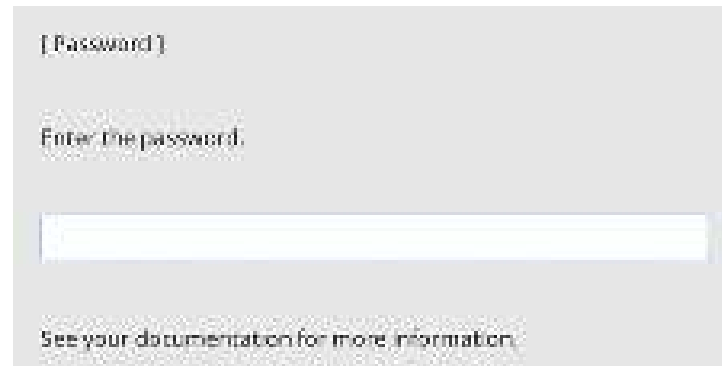 [ Password ]
Enter the password.
See your documentation for more information.